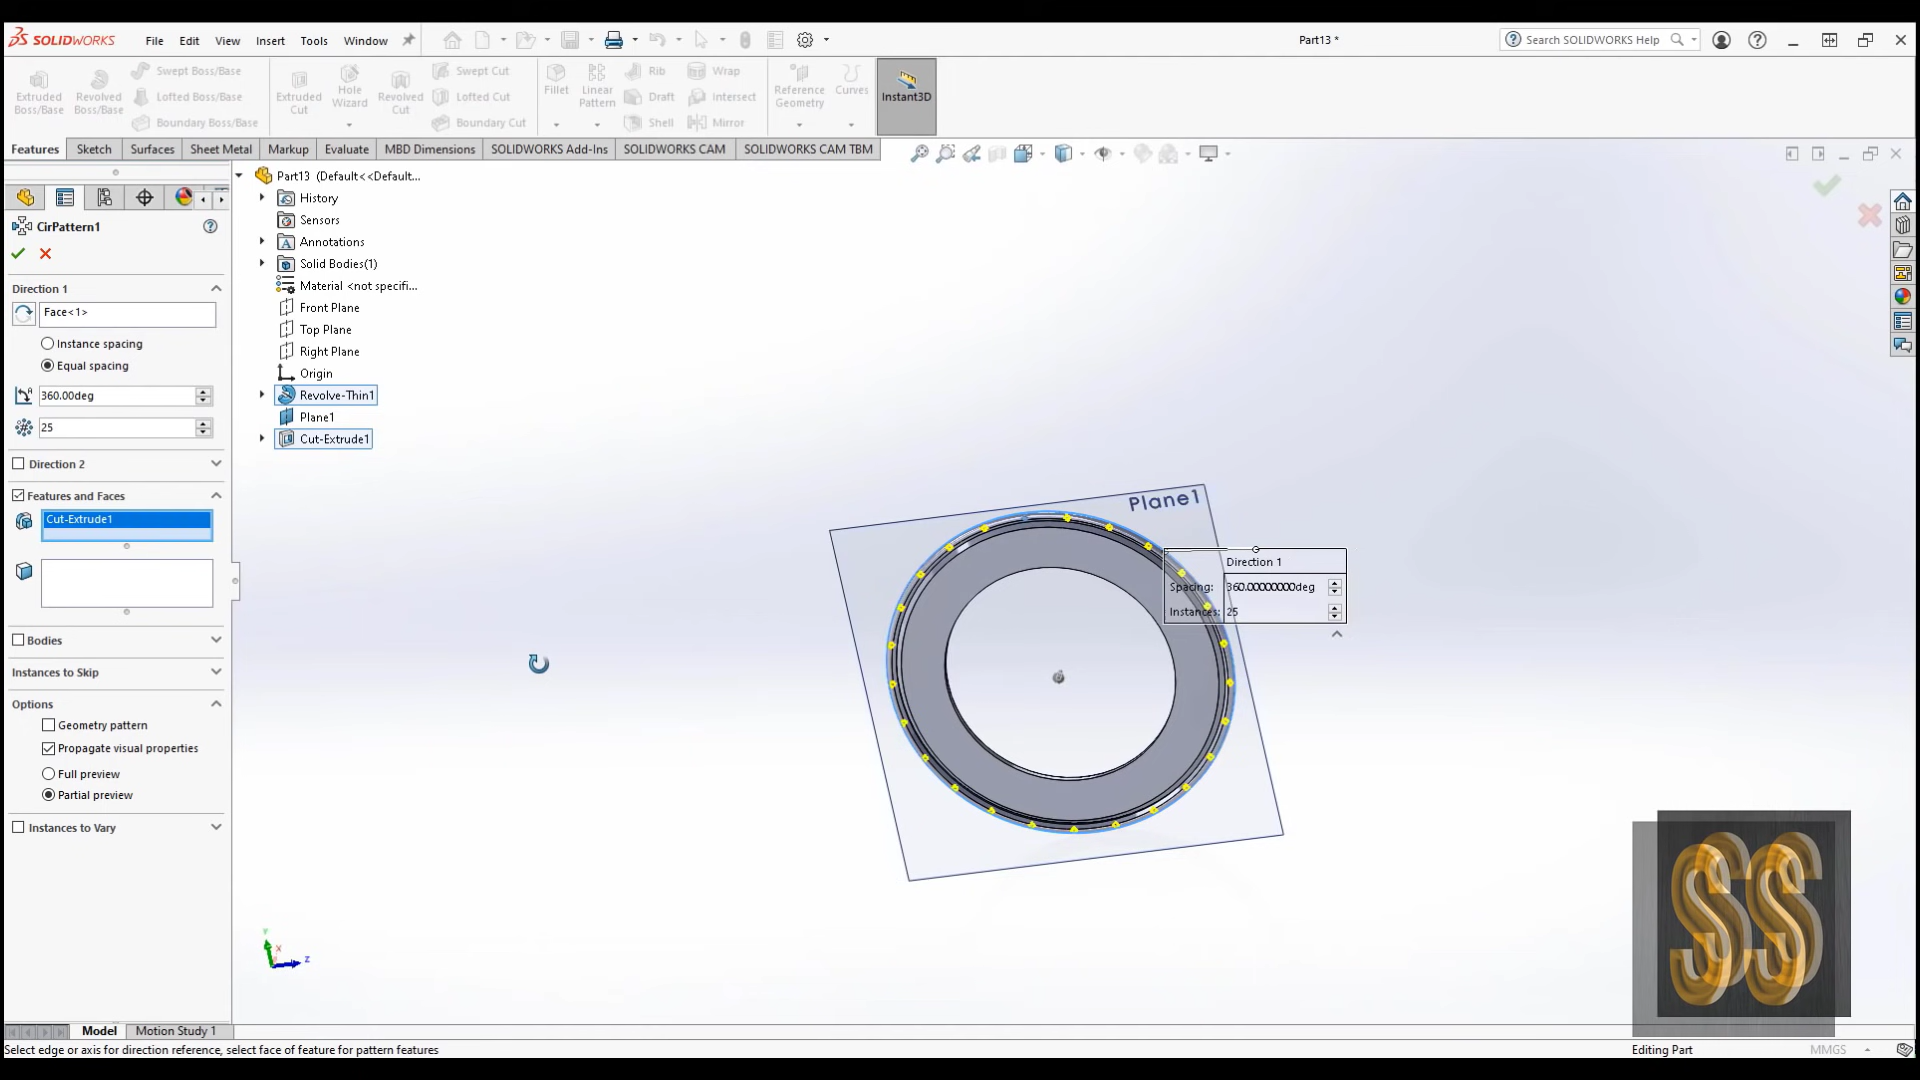 SOLIDWORKS File Edit View Insert Tools Window
Part13 *
Search SOLIDWORKS Help
Extruded Boss/Base
Revolved Boss/Base
Swept Boss/Base
Lofted Boss/Base
Boundary Boss/Base
Extruded Cut
Hole Wizard
Revolved Cut
Swept Cut
Lofted Cut
Boundary Cut
Fillet
Linear Pattern
Rib
Draft
Shell
Wrap
Intersect
Mirror
Reference Geometry
Curves
Instant3D
Features Sketch Surfaces Sheet Metal Markup Evaluate MBD Dimensions SOLIDWORKS Add-Ins SOLIDWORKS CAM SOLIDWORKS CAM TBM
CirPattern1
Direction 1
Face<1>
Instance spacing
Equal spacing
360.00deg
25
Direction 2
Features and Faces
Cut-Extrude1
Bodies
Instances to Skip
Options
Geometry pattern
Propagate visual properties
Full preview
Partial preview
Instances to Vary
Part13 (Default<<Default...
History
Sensors
Annotations
Solid Bodies(1)
Material <not specifi...
Front Plane
Top Plane
Right Plane
Origin
Revolve-Thin1
Plane1
Cut-Extrude1
Plane1
Direction 1
Spacing: 360.00000000deg
Instances: 25
Y
X
Z
SS
Model Motion Study 1
Select edge or axis for direction reference, select face of feature for pattern features
Editing Part
MMGS